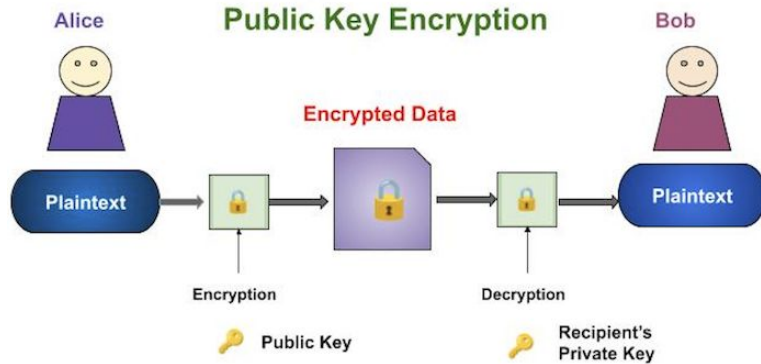 Alice
Public Key Encryption
Bob
Encrypted Data
Plaintext
Plaintext
Encryption
Decryption
Public Key
Recipient's
Private Key